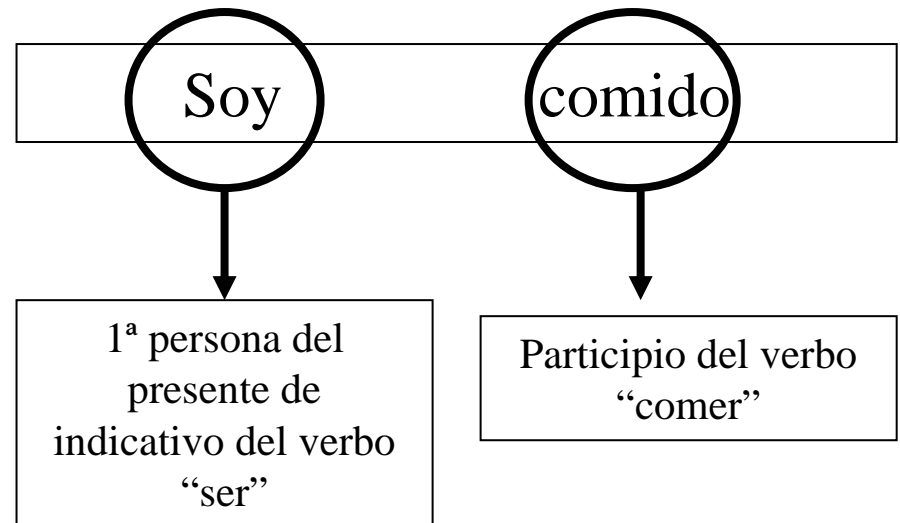 Soy comido
1ª persona del
presente de
indicativo del verbo
“ser”
Participio del verbo
“comer”